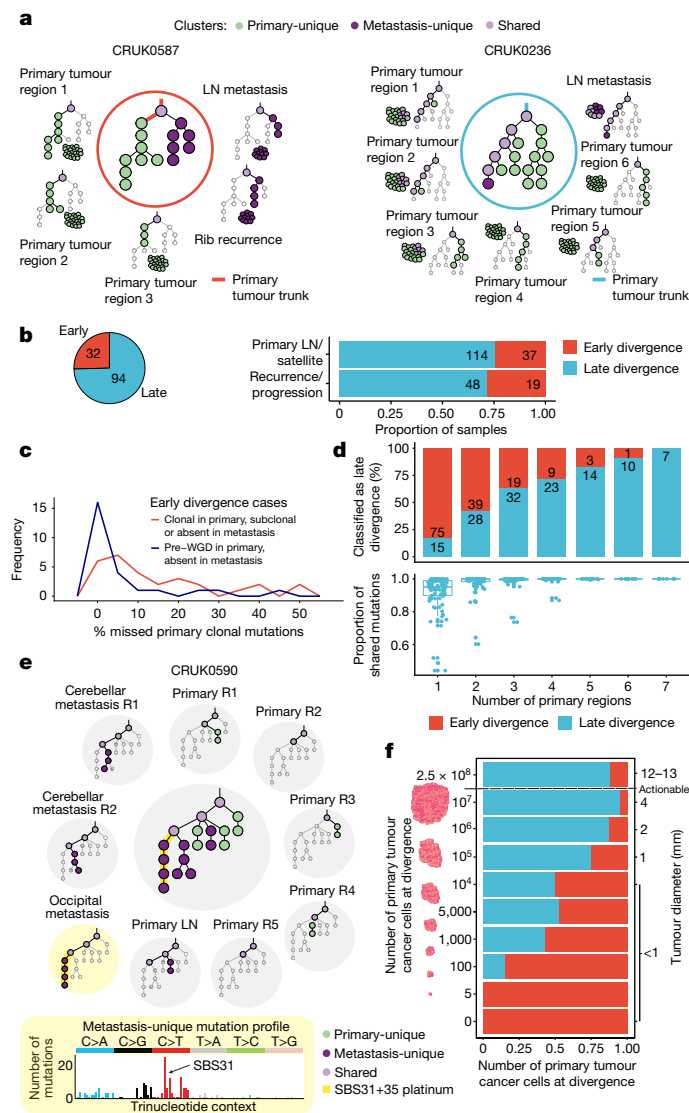 a
Clusters: Primary-unique Metastasis-unique Shared
CRUK0587
Primary tumour
region 1
LN metastasis
Primary tumour
region 2
Primary tumour
region 3
Rib recurrence
Primary tumour
trunk
CRUK0236
Primary tumour
region 1
LN metastasis
Primary tumour
region 2
Primary tumour
region 6
Primary tumour
region 3
Primary tumour
region 5
Primary tumour
region 4
Primary tumour
trunk
b
Early
32
94
Late
Primary LN/
satellite
114 37
Recurrence/
progression
48 19
0 0.25 0.50 0.75 1.00
Proportion of samples
Early divergence
Late divergence
c
Early divergence cases
Clonal in primary, subclonal
or absent in metastasis
Pre–WGD in primary,
absent in metastasis
Frequency
15
10
5
0
0 10 20 30 40 50
% missed primary clonal mutations
d
Classified as late
divergence (%)
100
75
50
25
0
75 39 19 9 3 1 7
15 28 32 23 14 10
Proportion of
shared mutations
1.0
0.8
0.6
1 2 3 4 5 6 7
Number of primary regions
Early divergence Late divergence
e
CRUK0590
Cerebellar
metastasis R1
Primary R1
Primary R2
Cerebellar
metastasis R2
Primary R3
Primary R4
Occipital
metastasis
Primary LN
Primary R5
Metastasis-unique mutation profile
C>A C>G C>T T>A T>C T>G
Number of
mutations
20
0
SBS31
Trinucleotide context
Primary-unique
Metastasis-unique
Shared
SBS31+35 platinum
f
Number of primary tumour
cancer cells at divergence
2.5 × 10⁸
10⁷
10⁶
10⁵
10⁴
5,000
1,000
100
5
0
12–13
Actionable
4
2
1
<1
Tumour diameter (mm)
0 0.25 0.50 0.75 1.00
Number of primary tumour
cancer cells at divergence